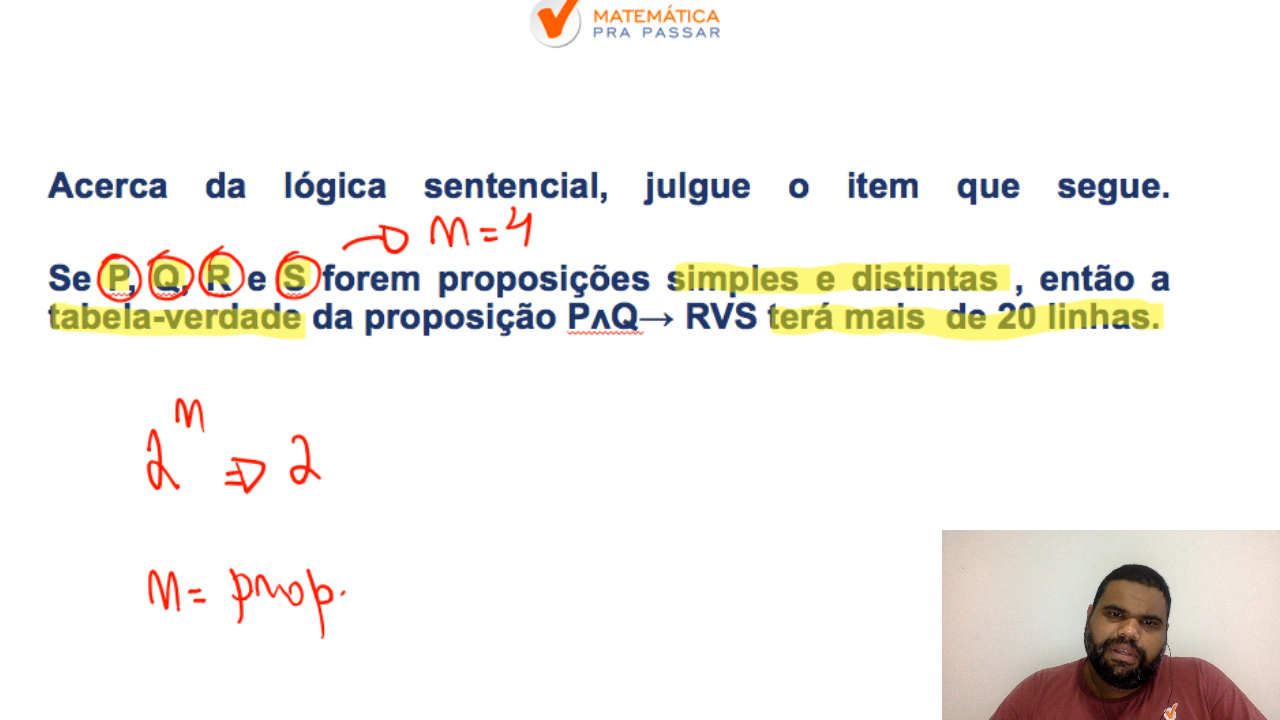 MATEMÁTICA
PRA PASSAR
Acerca da lógica sentencial, julgue o item que segue.
n=4
Se P, Q, R e S forem proposições simples e distintas , então a
tabela-verdade da proposição P∧Q→ RVS terá mais de 20 linhas.
2^n ⇒ 2
n= prop.